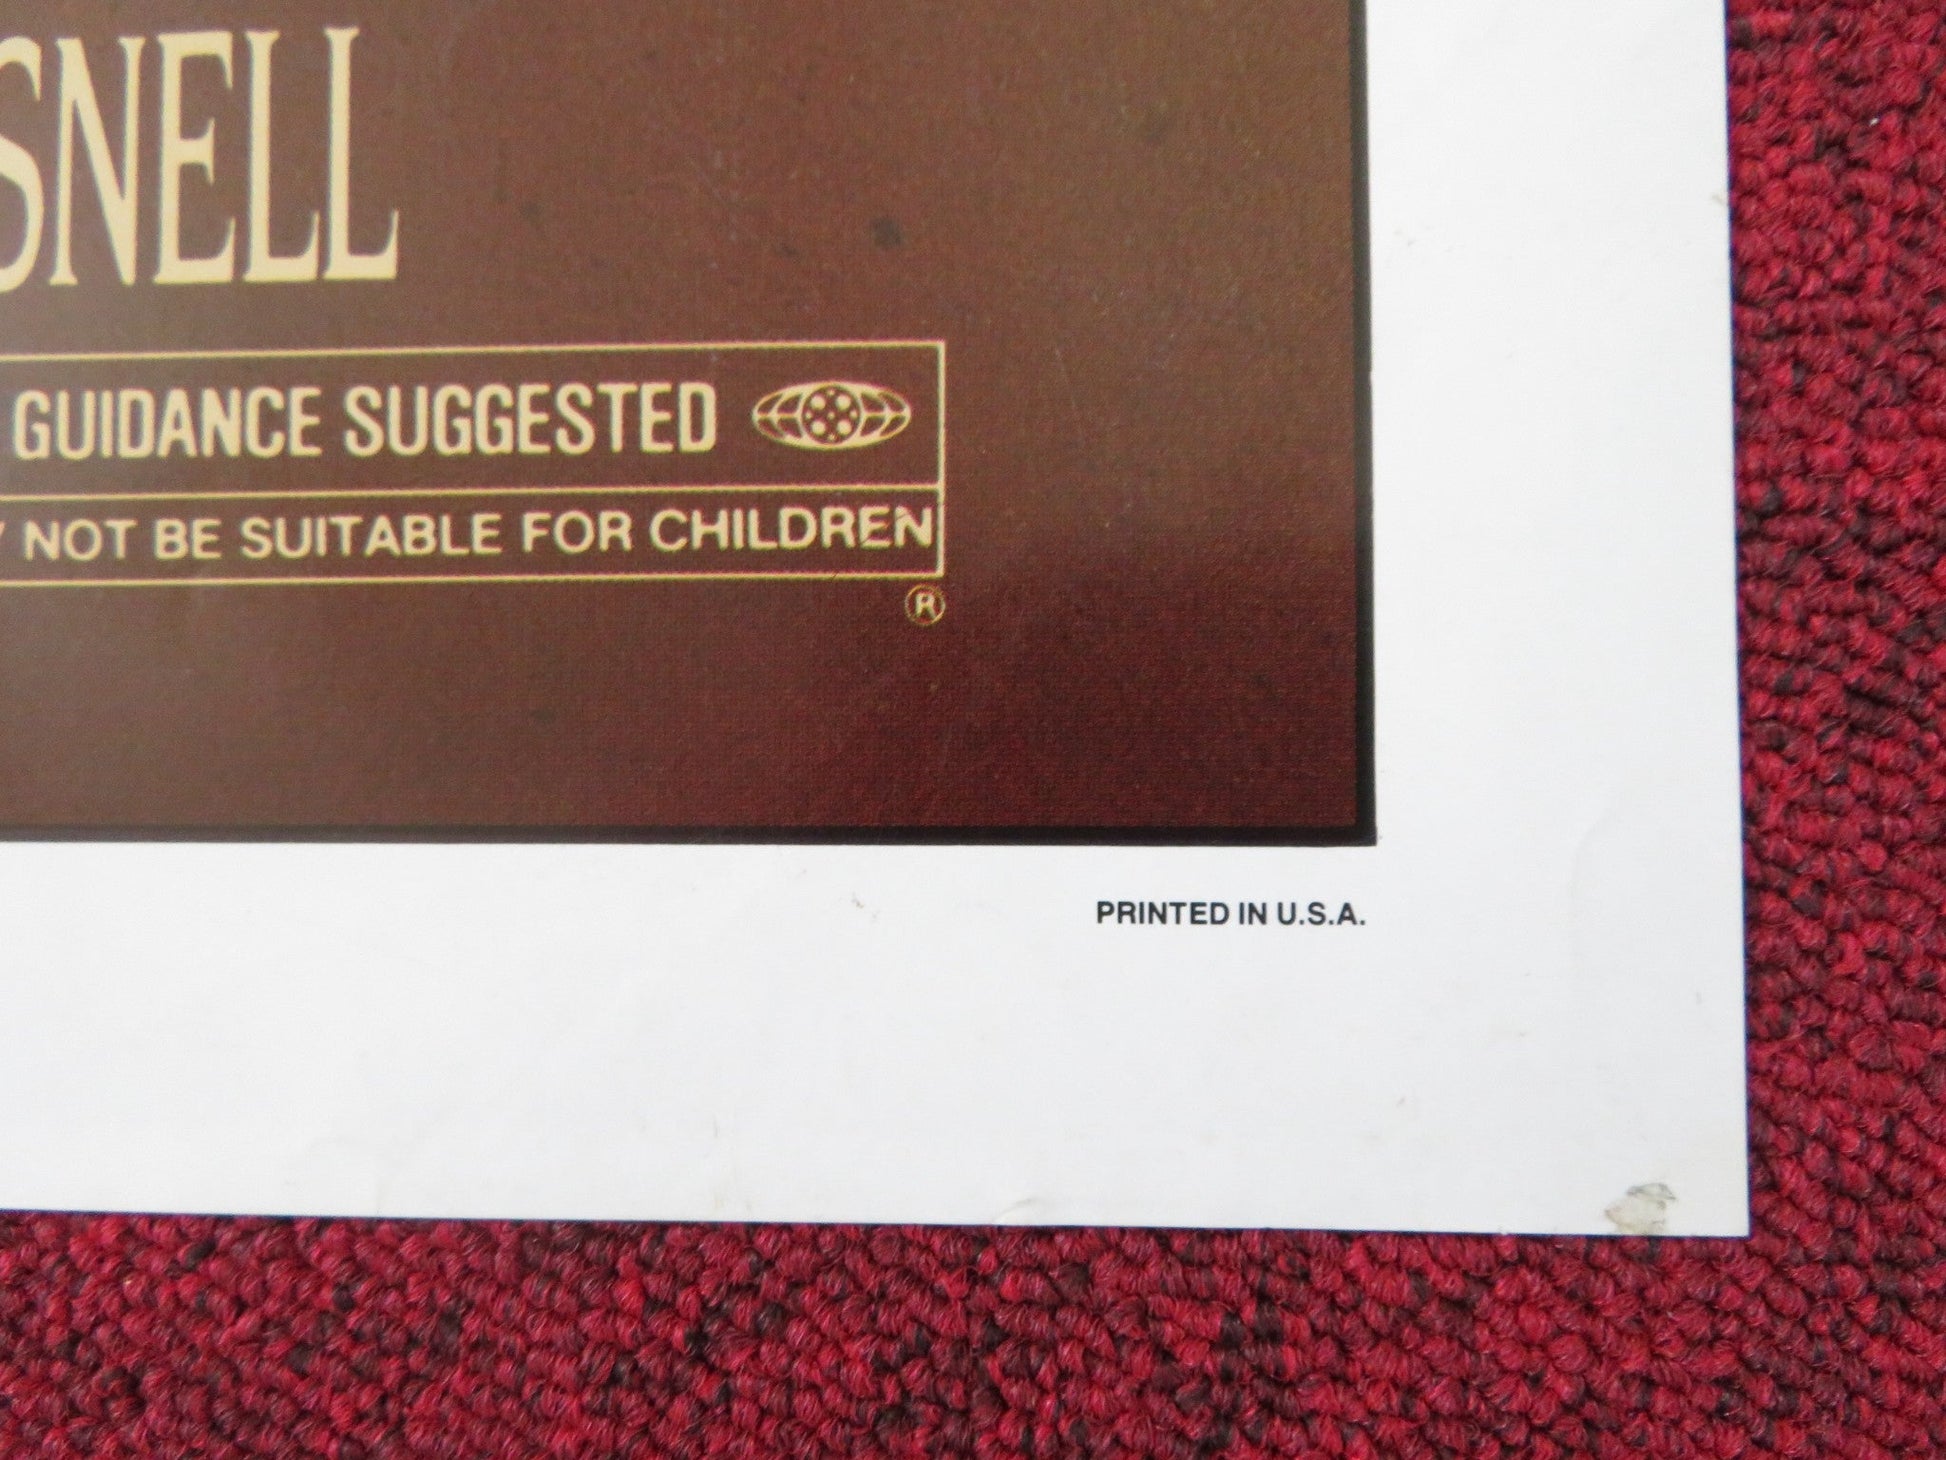 SNELL
GUIDANCE SUGGESTED
NOT BE SUITABLE FOR CHILDREN
®
PRINTED IN U.S.A.